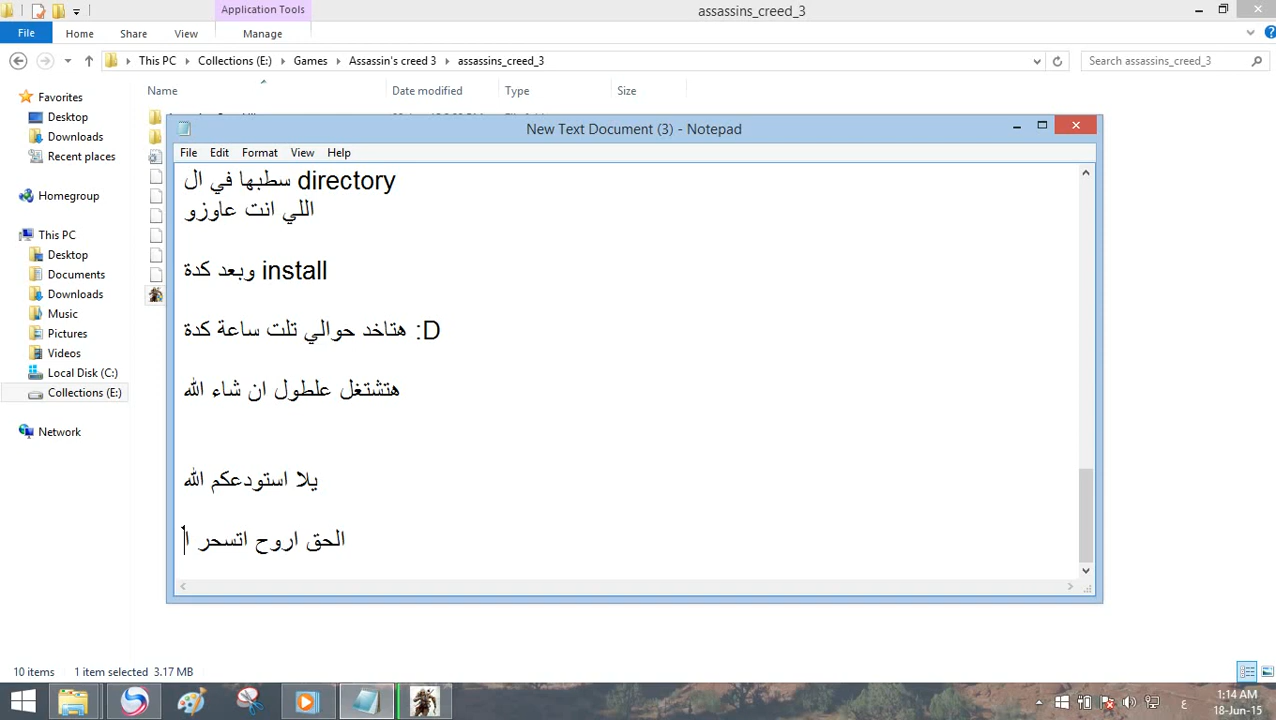 assassins_creed_3
Application Tools
File Home Share View Manage
This PC Collections (E:) Games Assassin's creed 3 assassins_creed_3
Search assassins_creed_3
Name Date modified Type Size
Favorites
Desktop
Downloads
Recent places
Homegroup
This PC
Desktop
Documents
Downloads
Music
Pictures
Videos
Local Disk (C:)
Collections (E:)
Network
New Text Document (3) - Notepad
File Edit Format View Help
سطبها في ال directory
اللي انت عاوزو
وبعد كدة install
هتاخد حوالي تلت ساعة كدة :D
هتشتغل علطول ان شاء الله
يلا استودعكم الله
الحق اروح اتسحر ا
10 items 1 item selected 3.17 MB
ع
1:14 AM
18-Jun-15